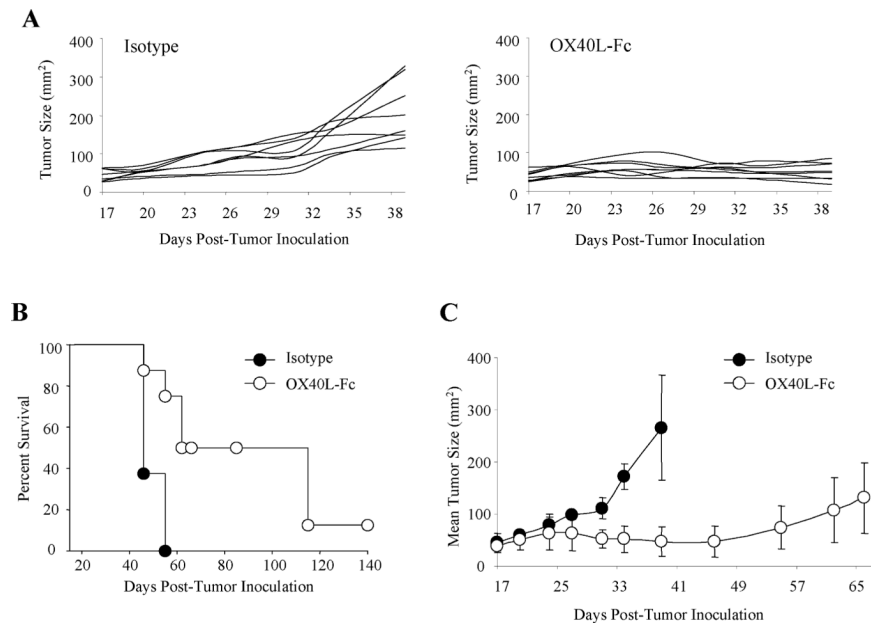 A
Isotype
OX40L-Fc
Tumor Size (mm²)
400
300
200
100
0
17 20 23 26 29 32 35 38
Days Post-Tumor Inoculation
Tumor Size (mm²)
400
300
200
100
0
17 20 23 26 29 32 35 38
Days Post-Tumor Inoculation
B
Percent Survival
100
80
60
40
20
0
20 40 60 80 100 120 140
Days Post-Tumor Inoculation
Isotype
OX40L-Fc
C
Mean Tumor Size (mm²)
400
300
200
100
0
17 25 33 41 49 57 65
Days Post-Tumor Inoculation
Isotype
OX40L-Fc